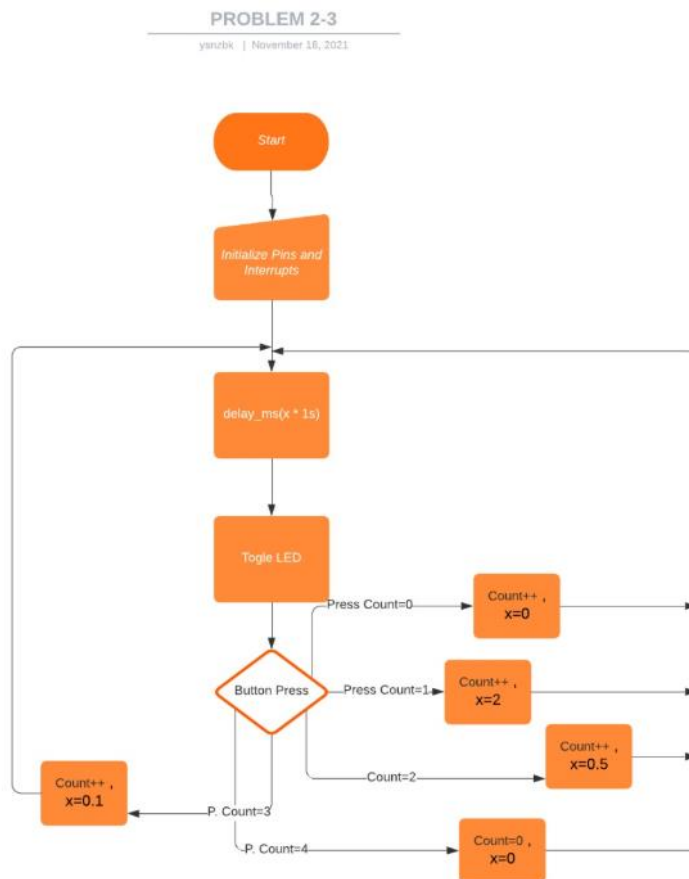 PROBLEM 2-3
ysnzbk | November 16, 2021
Start
Initialize Pins and
Interrupts
delay_ms(x * 1s)
Togle LED
Button Press
Press Count=0
Count++ ,
x=0
Press Count=1
Count++ ,
x=2
Count=2
Count++ ,
x=0.5
P. Count=3
Count++ ,
x=0.1
P. Count=4
Count=0 ,
x=0